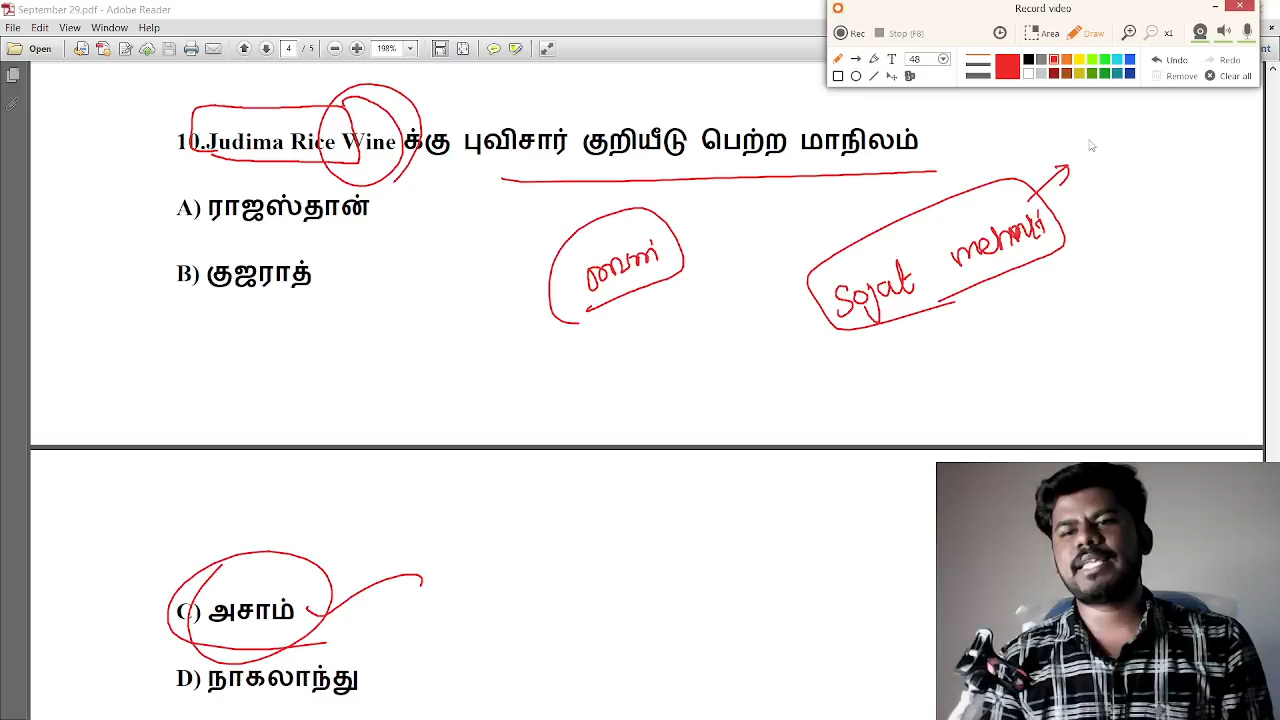 September 29.pdf - Adobe Reader
Record video
File Edit View Window Help
Rec Stop (F8) Area Draw x1
Open 4 / 5 198%
T 48 Undo Redo
Remove Clear all
10.Judima Rice Wine க்கு புவிசார் குறியீடு பெற்ற மாநிலம்
A) ராஜஸ்தான்
B) குஜராத்
Sojat
C) அசாம்
D) நாகலாந்து